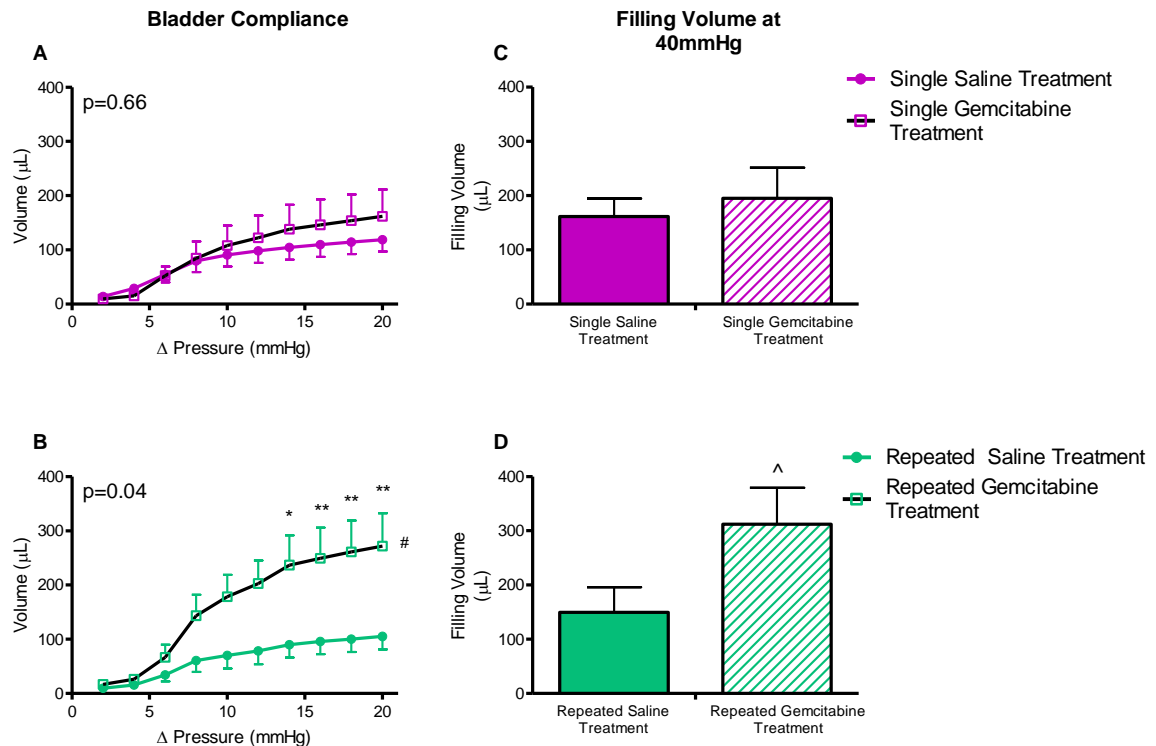 Bladder Compliance
Filling Volume at
40mmHg
A
400
300
200
100
0
Volume (μL)
p=0.66
0
5
10
15
20
Δ Pressure (mmHg)
C
400
300
200
100
0
Filling Volume
(μL)
Single Saline
Treatment
Single Gemcitabine
Treatment
Single Saline Treatment
Single Gemcitabine
Treatment
B
400
300
200
100
0
Volume (μL)
p=0.04
*
**
**
**
#
0
5
10
15
20
Δ Pressure (mmHg)
D
400
300
200
100
0
Filling Volume
(μL)
^
Repeated Saline
Treatment
Repeated Gemcitabine
Treatment
Repeated Saline Treatment
Repeated Gemcitabine
Treatment